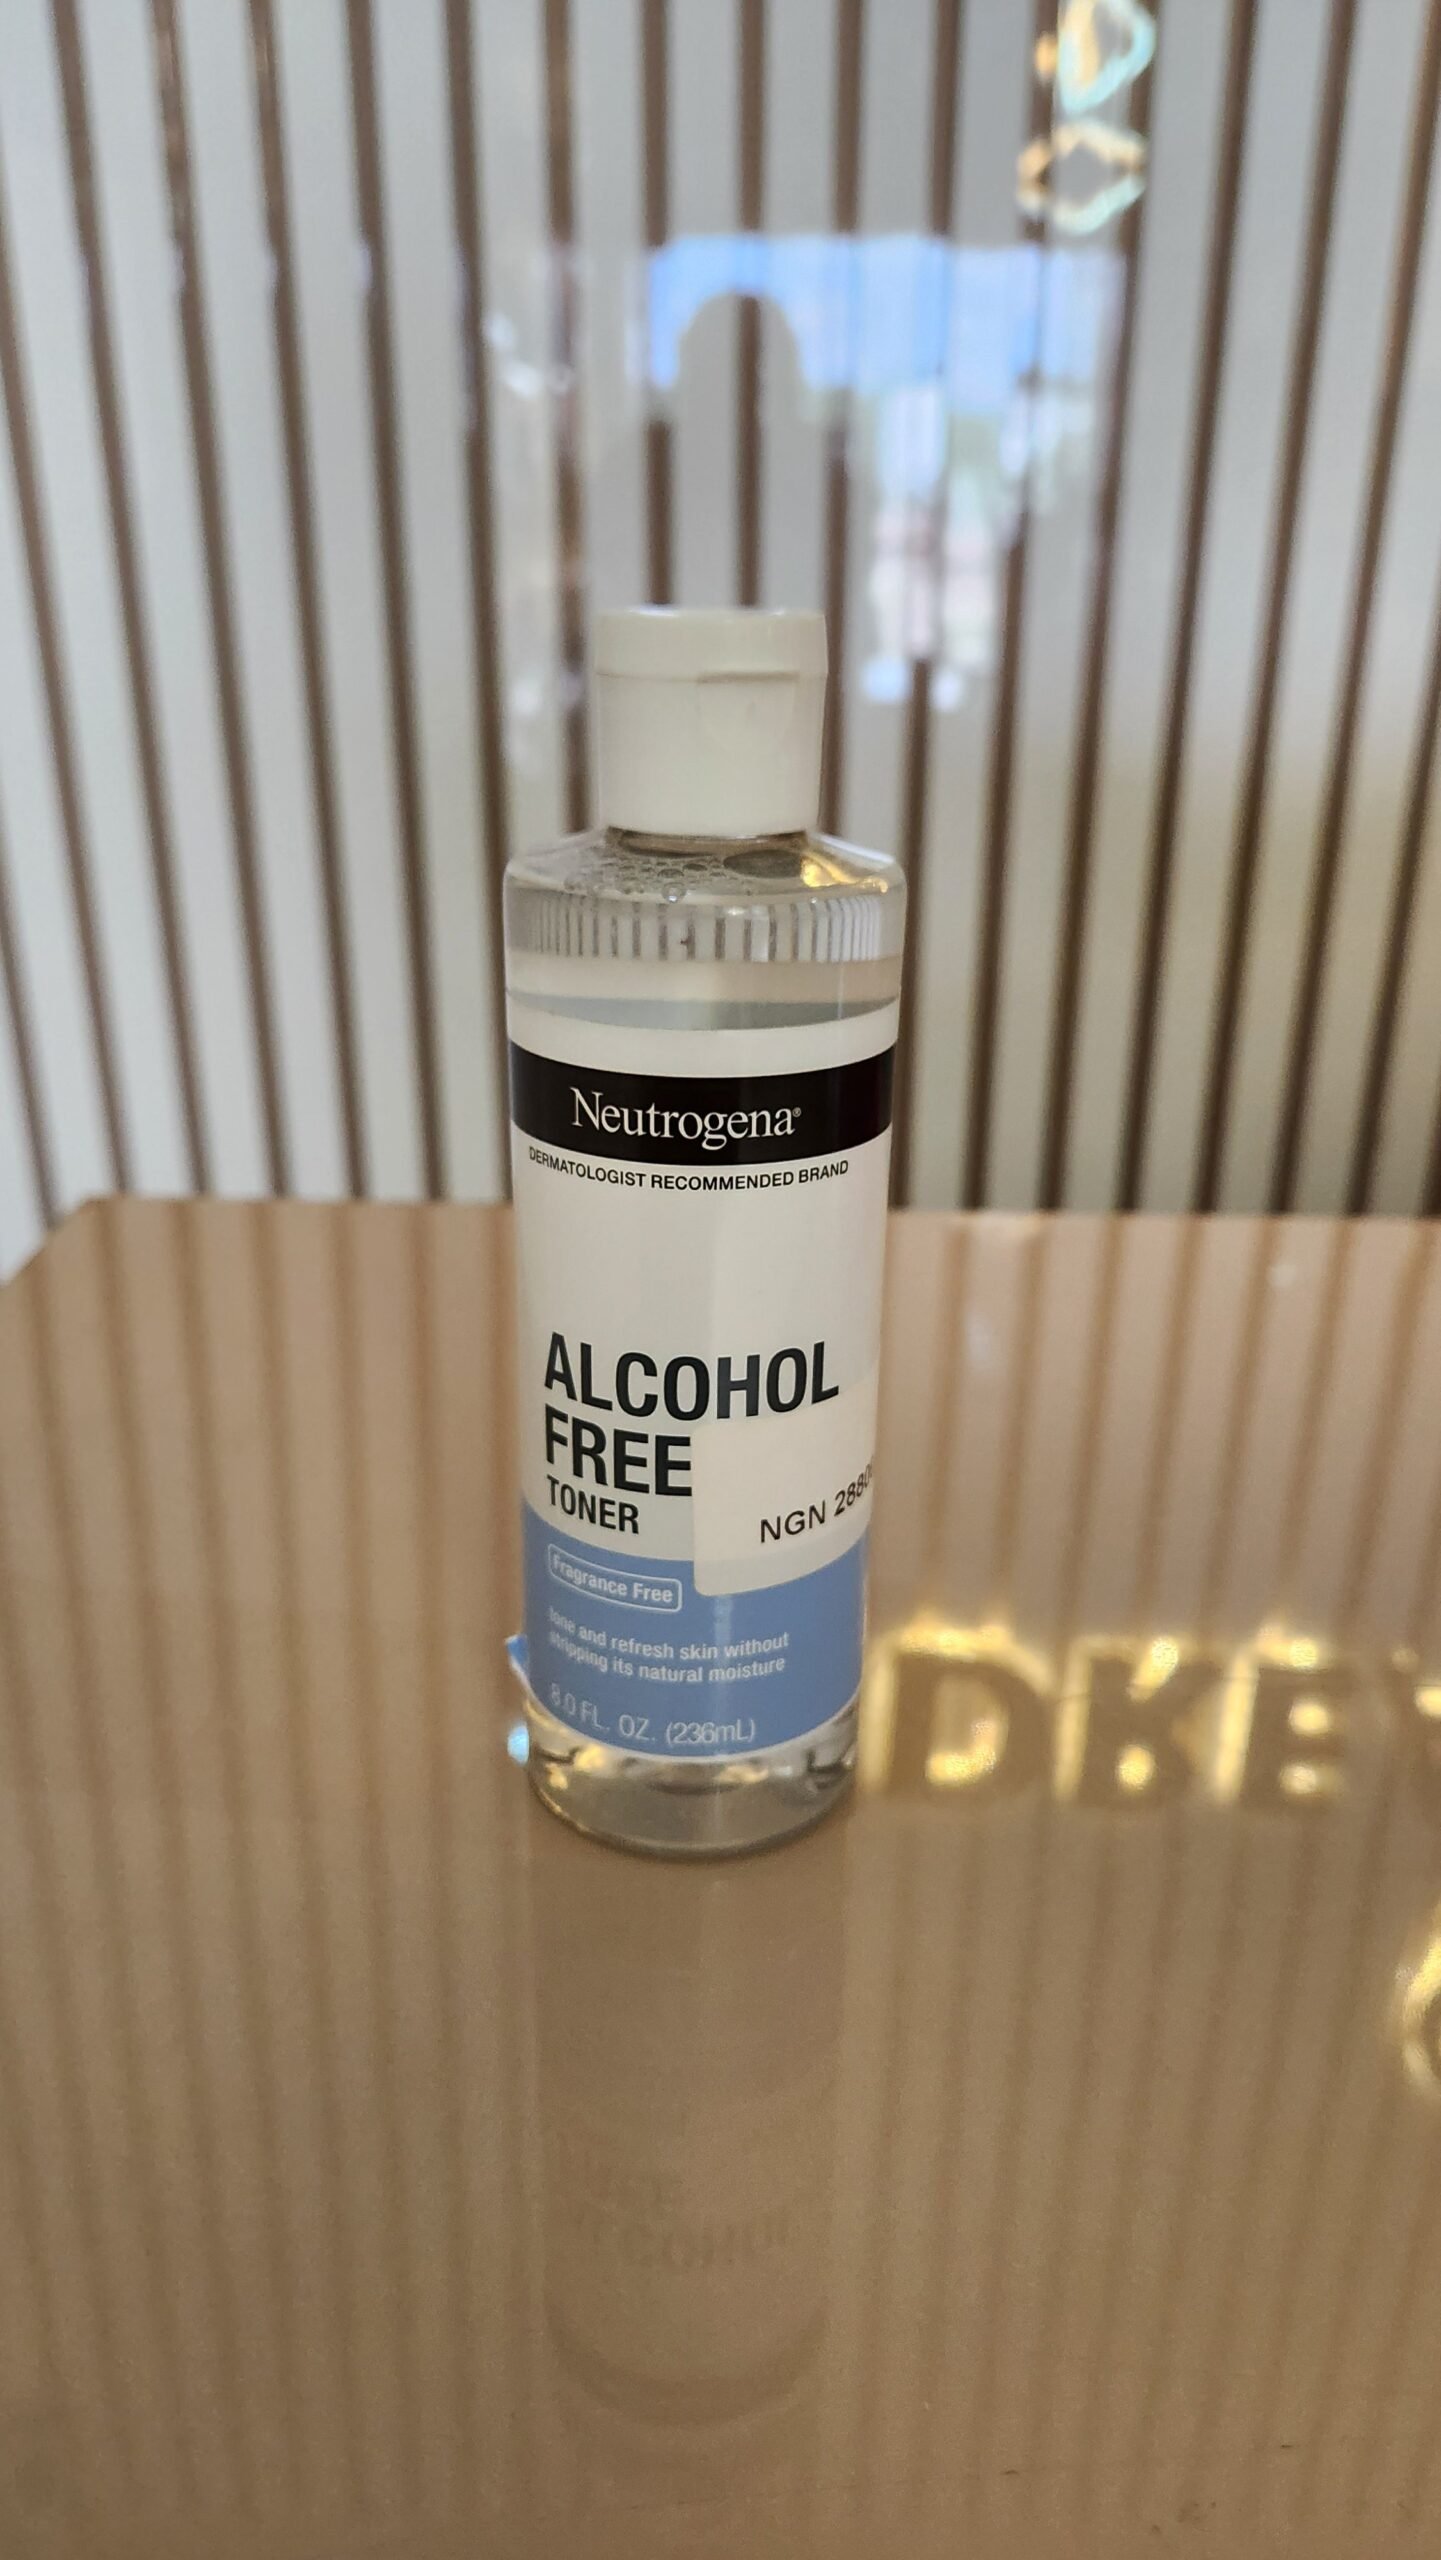 Neutrogena®
DERMATOLOGIST RECOMMENDED BRAND
ALCOHOL
FREE
TONER
NGN
Fragrance Free
Tone and refresh skin without
stripping its natural moisture
8.0 FL. OZ. (236mL)